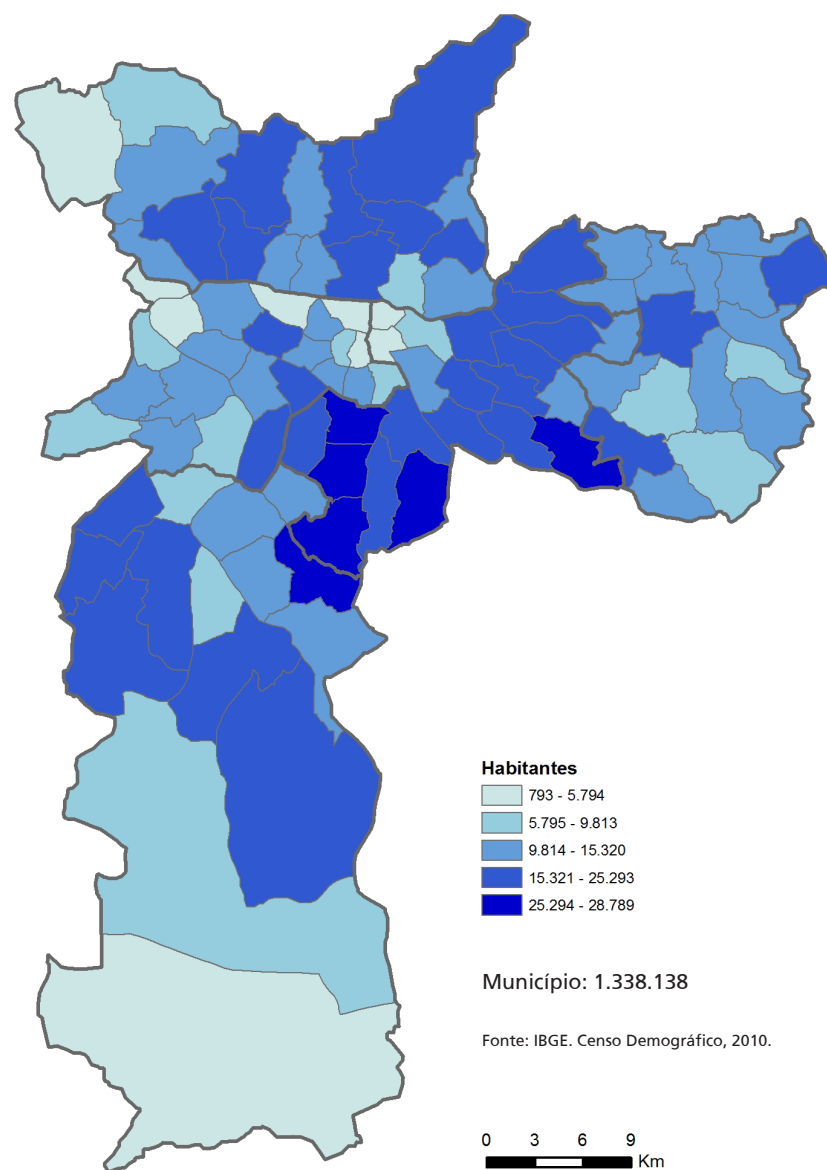 Habitantes
793 - 5.794
5.795 - 9.813
9.814 - 15.320
15.321 - 25.293
25.294 - 28.789
Município: 1.338.138
Fonte: IBGE. Censo Demográfico, 2010.
0 3 6 9
Km